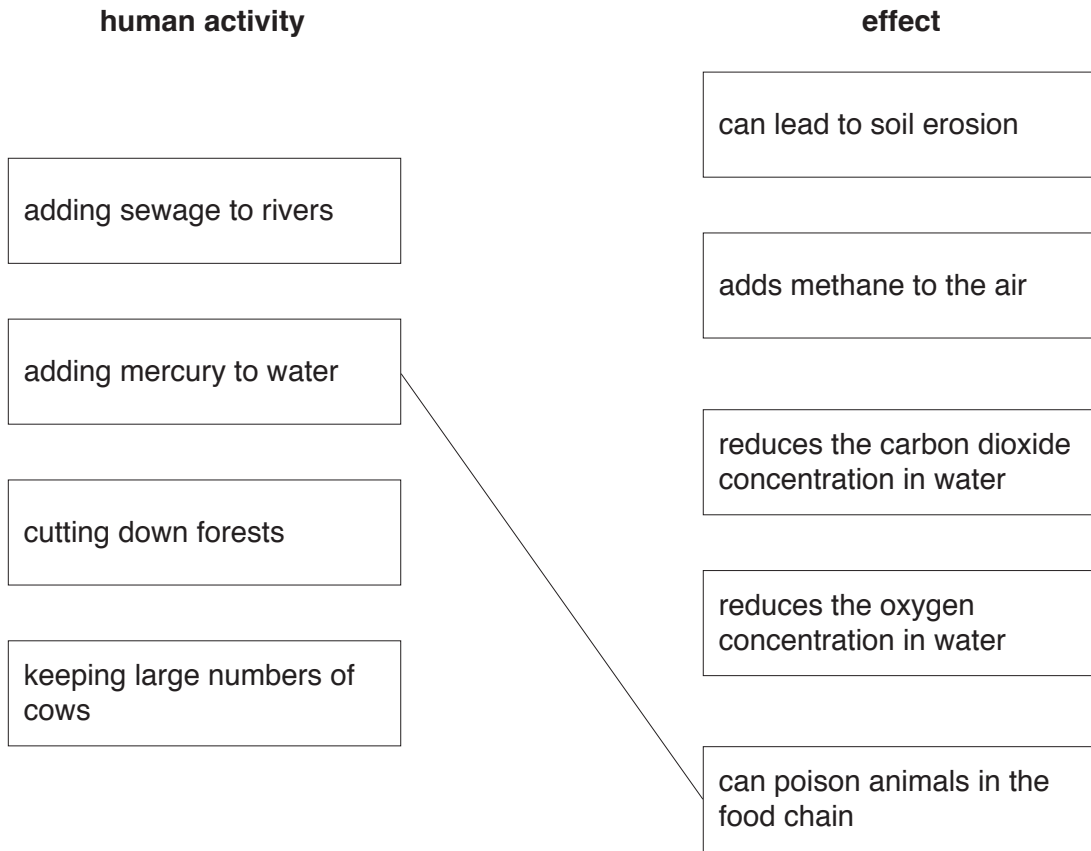 human activity
effect
adding sewage to rivers
adding mercury to water
cutting down forests
keeping large numbers of
cows
can lead to soil erosion
adds methane to the air
reduces the carbon dioxide
concentration in water
reduces the oxygen
concentration in water
can poison animals in the
food chain